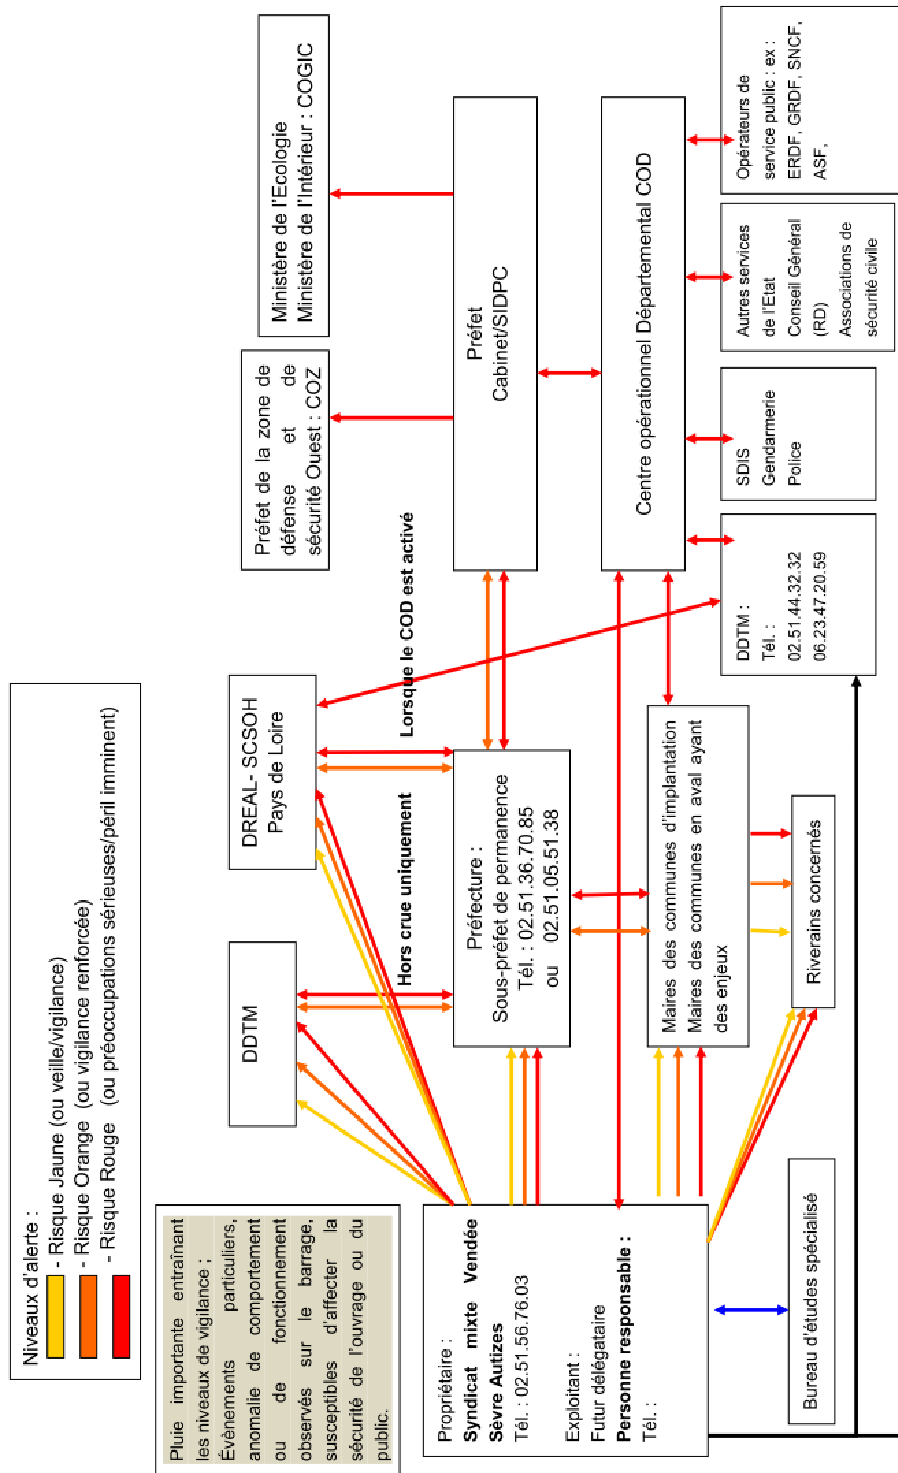 Niveaux d'alerte :
- Risque Jaune (ou veille/vigilance)
- Risque Orange (ou vigilance renforcée)
- Risque Rouge (ou préoccupations sérieuses/péril imminent)
Pluie importante entraînant
les niveaux de vigilance ;
Évènements particuliers,
anomalie de comportement
ou de fonctionnement
observés sur le barrage,
susceptibles d'affecter la
sécurité de l'ouvrage ou du
public.
DDTM
DREAL- SCSOH
Pays de Loire
Préfet de la zone de
défense et de
sécurité Ouest : COZ
Ministère de l'Ecologie
Ministère de l'Intérieur : COGIC
Hors crue uniquement
Lorsque le COD est activé
Propriétaire :
Syndicat mixte Vendée
Sèvre Autizes
Tél. : 02.51.56.76.03
Exploitant :
Futur délégataire
Personne responsable :
Tél. :
Préfecture :
Sous-préfet de permanence
Tél. : 02.51.36.70.85
ou 02.51.05.51.38
Préfet
Cabinet/SIDPC
Maires des communes d'implantation
Maires des communes en aval ayant
des enjeux
Centre opérationnel Départemental COD
Bureau d'études spécialisé
Riverains concernés
DDTM :
Tél. :
02.51.44.32.32
06.23.47.20.59
SDIS
Gendarmerie
Police
Autres services
de l'Etat
Conseil Général
(RD)
Associations de
sécurité civile
Opérateurs de
service public : ex :
ERDF, GRDF, SNCF,
ASF,